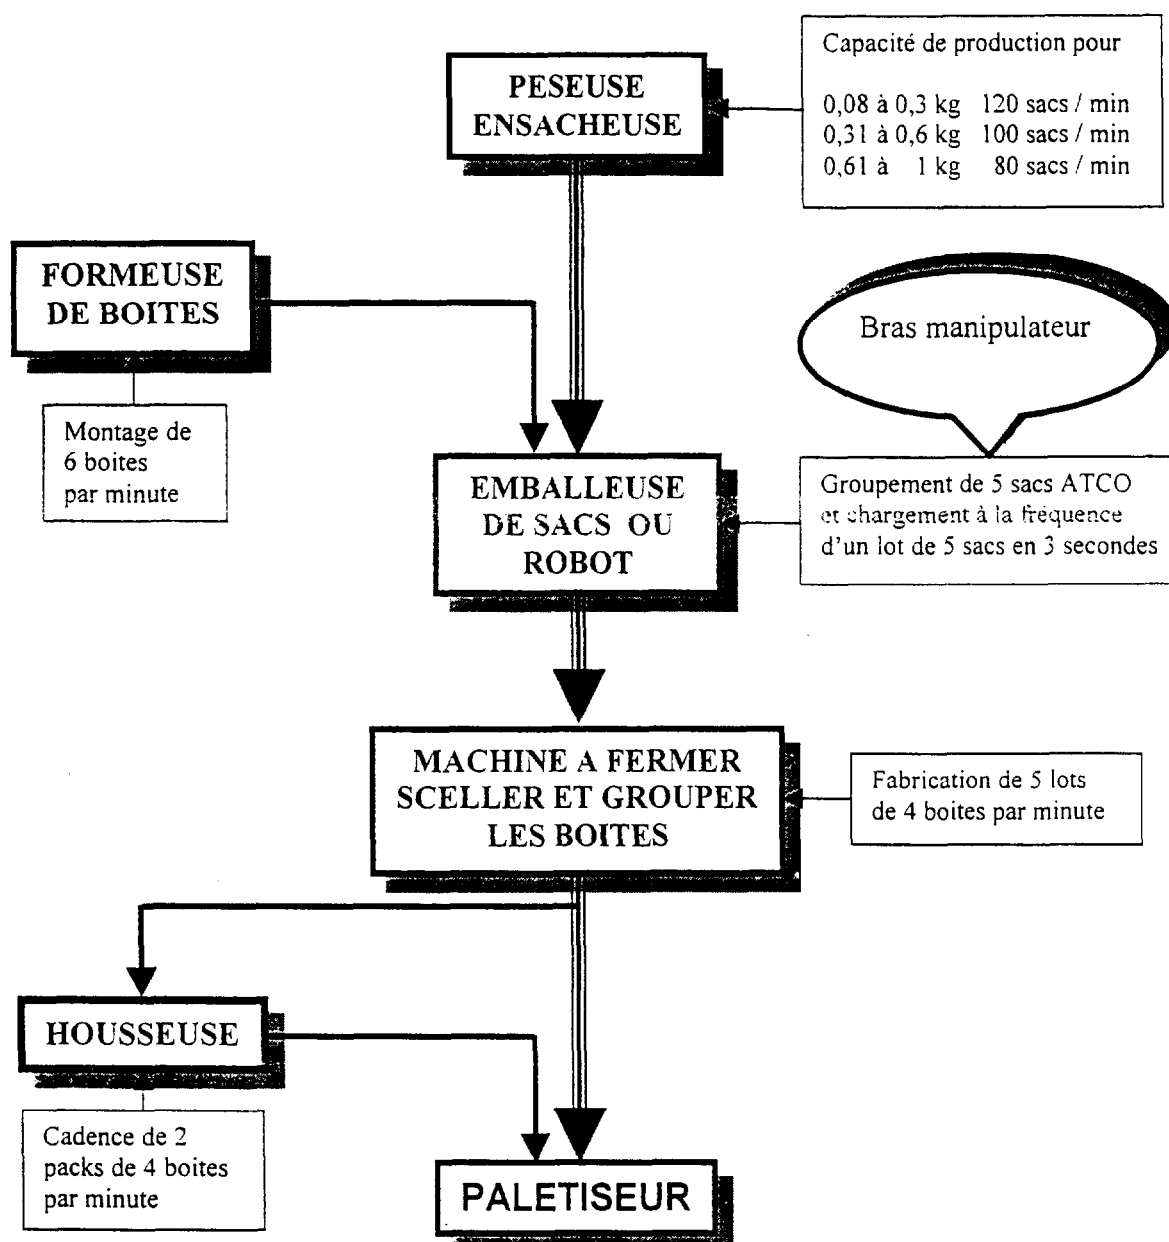 PESEUSE
ENSACHEUSE
Capacité de production pour
0,08 à 0,3 kg 120 sacs / min
0,31 à 0,6 kg 100 sacs / min
0,61 à 1 kg 80 sacs / min
FORMEUSE
DE BOITES
Montage de
6 boites
par minute
Bras manipulateur
EMBALLEUSE
DE SACS OU
ROBOT
Groupement de 5 sacs ATCO
et chargement à la fréquence
d'un lot de 5 sacs en 3 secondes
MACHINE A FERMER
SCELLER ET GROUPER
LES BOITES
Fabrication de 5 lots
de 4 boites par minute
HOUSSEUSE
Cadence de 2
packs de 4 boites
par minute
PALETISEUR